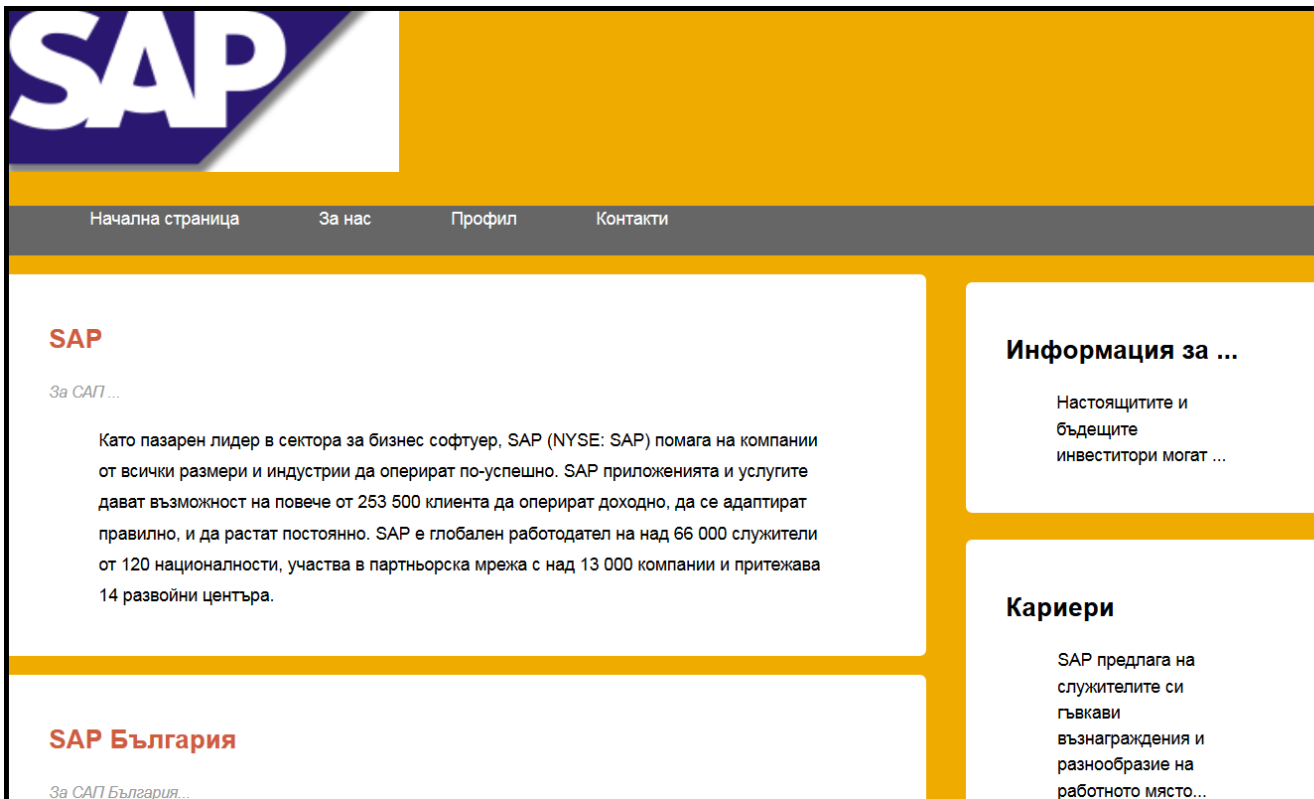 SAP
Начална страница За нас Профил Контакти
SAP
За САП ...
Като пазарен лидер в сектора за бизнес софтуер, SAP (NYSE: SAP) помага на компании
от всички размери и индустрии да оперират по-успешно. SAP приложенията и услугите
дават възможност на повече от 253 500 клиента да оперират доходно, да се адаптират
правилно, и да растат постоянно. SAP е глобален работодател на над 66 000 служители
от 120 националности, участва в партньорска мрежа с над 13 000 компании и притежава
14 развойни центъра.
SAP България
За САП България...
Информация за ...
Настоящитите и
бъдещите
инвеститори могат ...
Кариери
SAP предлага на
служителите си
гъвкави
възнаграждения и
разнообразие на
работното място...